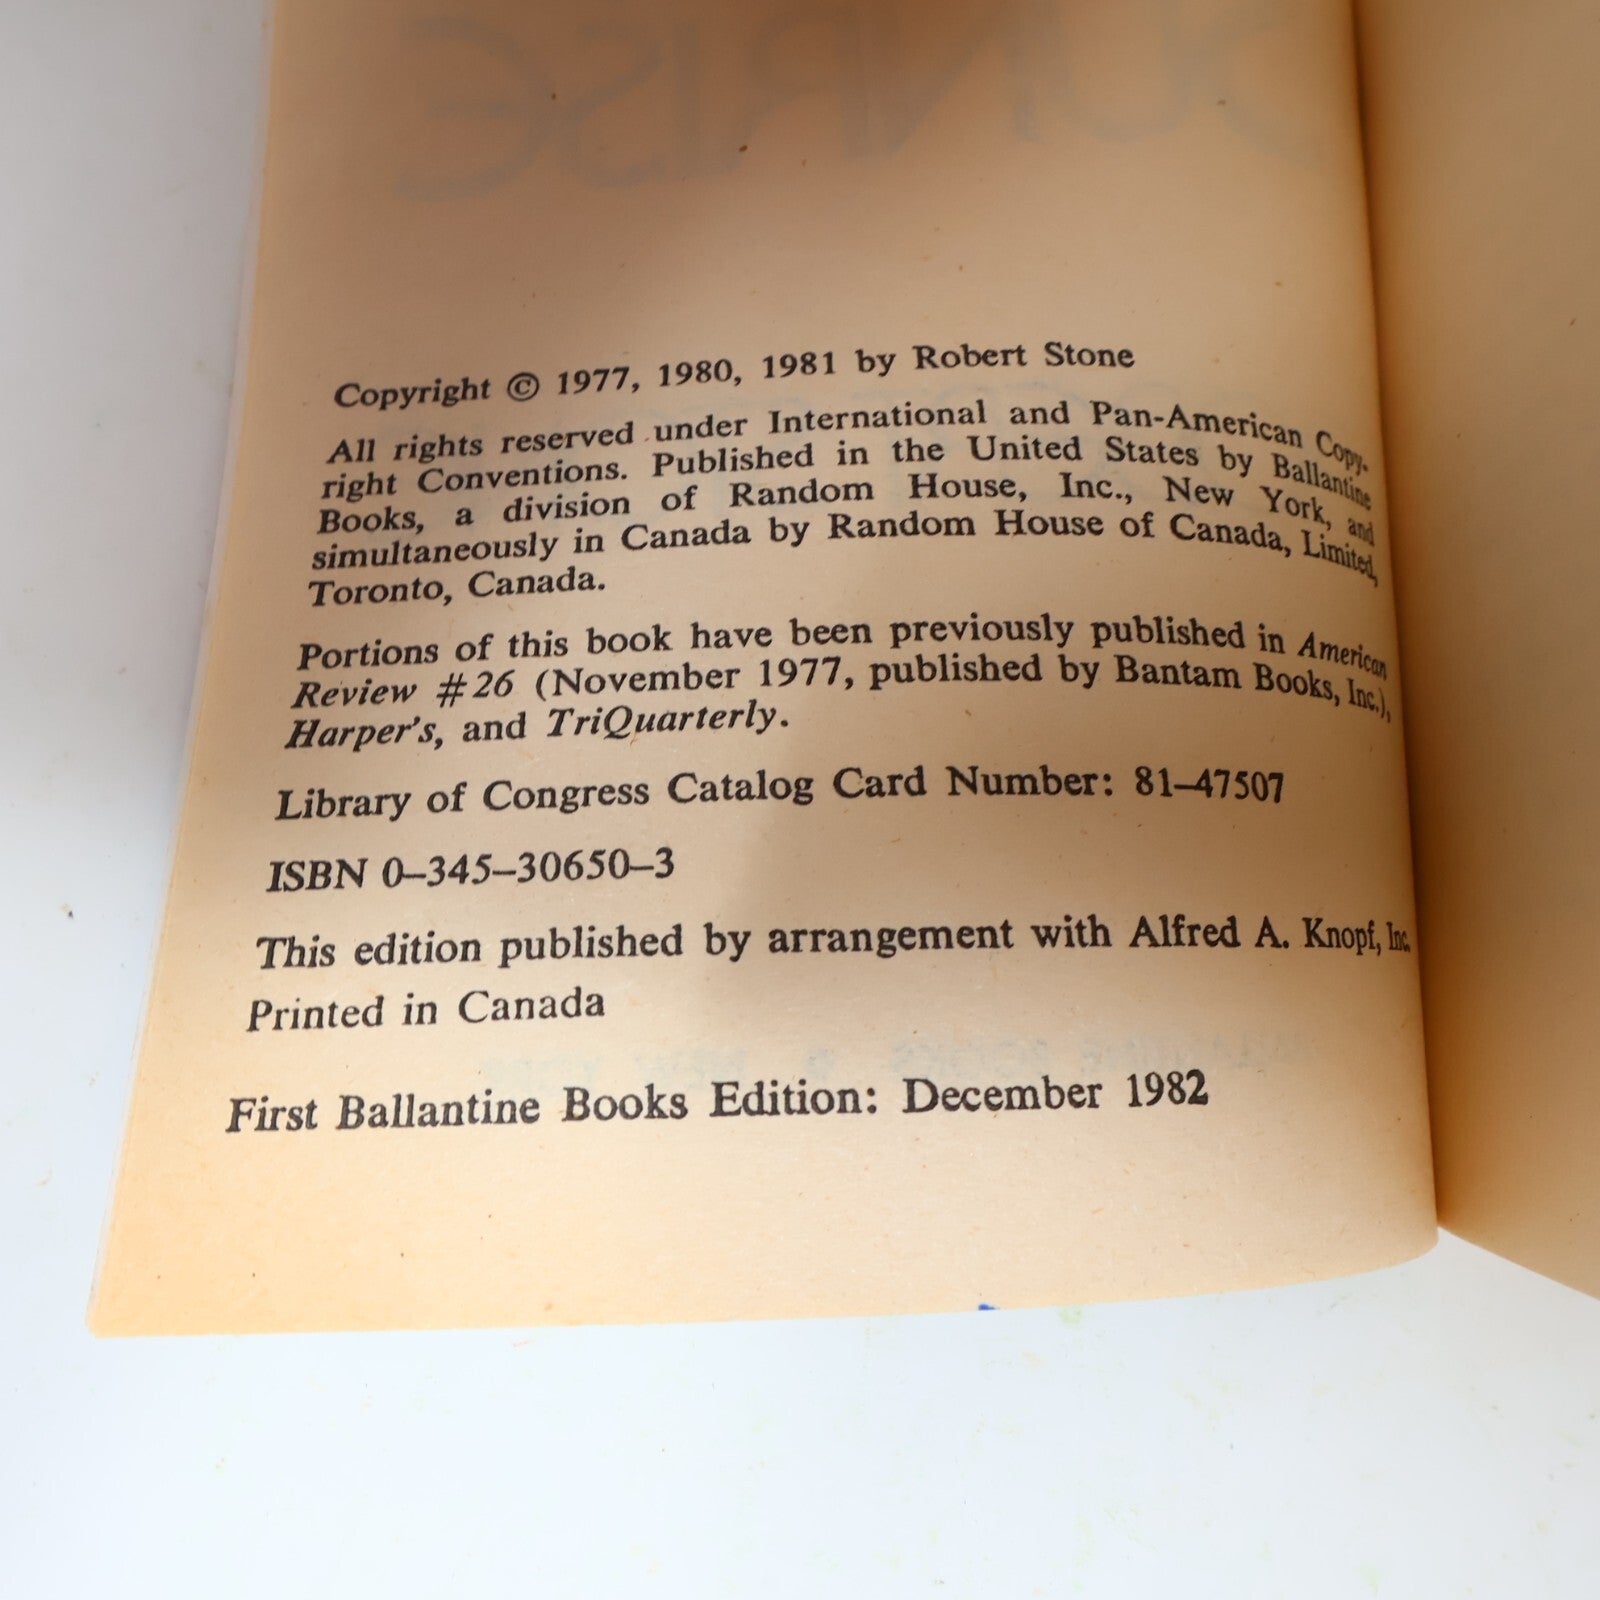 Copyright © 1977, 1980, 1981 by Robert Stone
All rights reserved under International and Pan-American Copy-
right Conventions. Published in the United States by Ballantine
Books, a division of Random House, Inc., New York, and
simultaneously in Canada by Random House of Canada, Limited,
Toronto, Canada.
Portions of this book have been previously published in American
Review #26 (November 1977, published by Bantam Books, Inc.),
Harper's, and TriQuarterly.
Library of Congress Catalog Card Number: 81–47507
ISBN 0–345–30650–3
This edition published by arrangement with Alfred A. Knopf, Inc.
Printed in Canada
First Ballantine Books Edition: December 1982